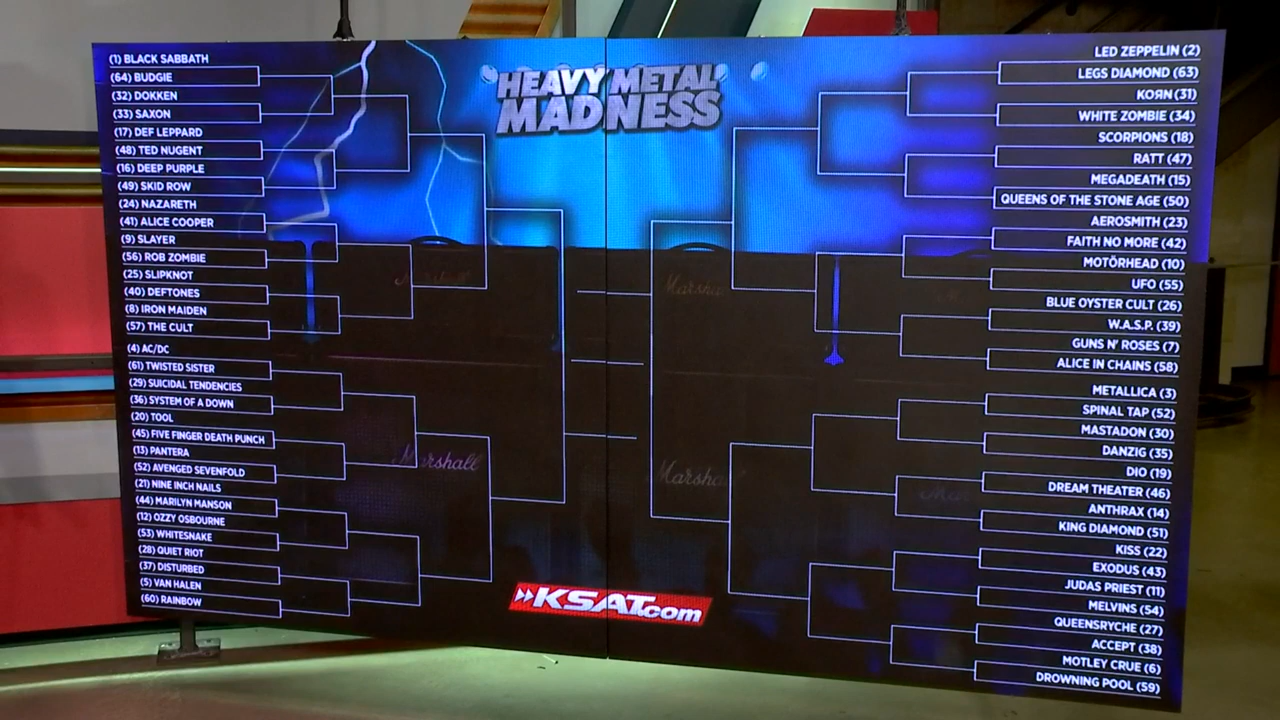 HEAVY METAL
MADNESS
(1) BLACK SABBATH
(64) BUDGIE
(32) DOKKEN
(33) SAXON
(17) DEF LEPPARD
(48) TED NUGENT
(16) DEEP PURPLE
(49) SKID ROW
(24) NAZARETH
(41) ALICE COOPER
(9) SLAYER
(56) ROB ZOMBIE
(25) SLIPKNOT
(40) DEFTONES
(8) IRON MAIDEN
(57) THE CULT
(4) AC/DC
(61) TWISTED SISTER
(29) SUICIDAL TENDENCIES
(36) SYSTEM OF A DOWN
(20) TOOL
(45) FIVE FINGER DEATH PUNCH
(13) PANTERA
(52) AVENGED SEVENFOLD
(21) NINE INCH NAILS
(44) MARILYN MANSON
(12) OZZY OSBOURNE
(53) WHITESNAKE
(28) QUIET RIOT
(37) DISTURBED
(5) VAN HALEN
(60) RAINBOW
LED ZEPPELIN (2)
LEGS DIAMOND (63)
KOЯN (31)
WHITE ZOMBIE (34)
SCORPIONS (18)
RATT (47)
MEGADEATH (15)
QUEENS OF THE STONE AGE (50)
AEROSMITH (23)
FAITH NO MORE (42)
MOTÖRHEAD (10)
UFO (55)
BLUE OYSTER CULT (26)
W.A.S.P. (39)
GUNS N' ROSES (7)
ALICE IN CHAINS (58)
METALLICA (3)
SPINAL TAP (52)
MASTADON (30)
DANZIG (35)
DIO (19)
DREAM THEATER (46)
ANTHRAX (14)
KING DIAMOND (51)
KISS (22)
EXODUS (43)
JUDAS PRIEST (11)
MELVINS (54)
QUEENSRYCHE (27)
ACCEPT (38)
MOTLEY CRUE (6)
DROWNING POOL (59)
Marshall
Marshall
Marshall
Marshall
KSAT.com